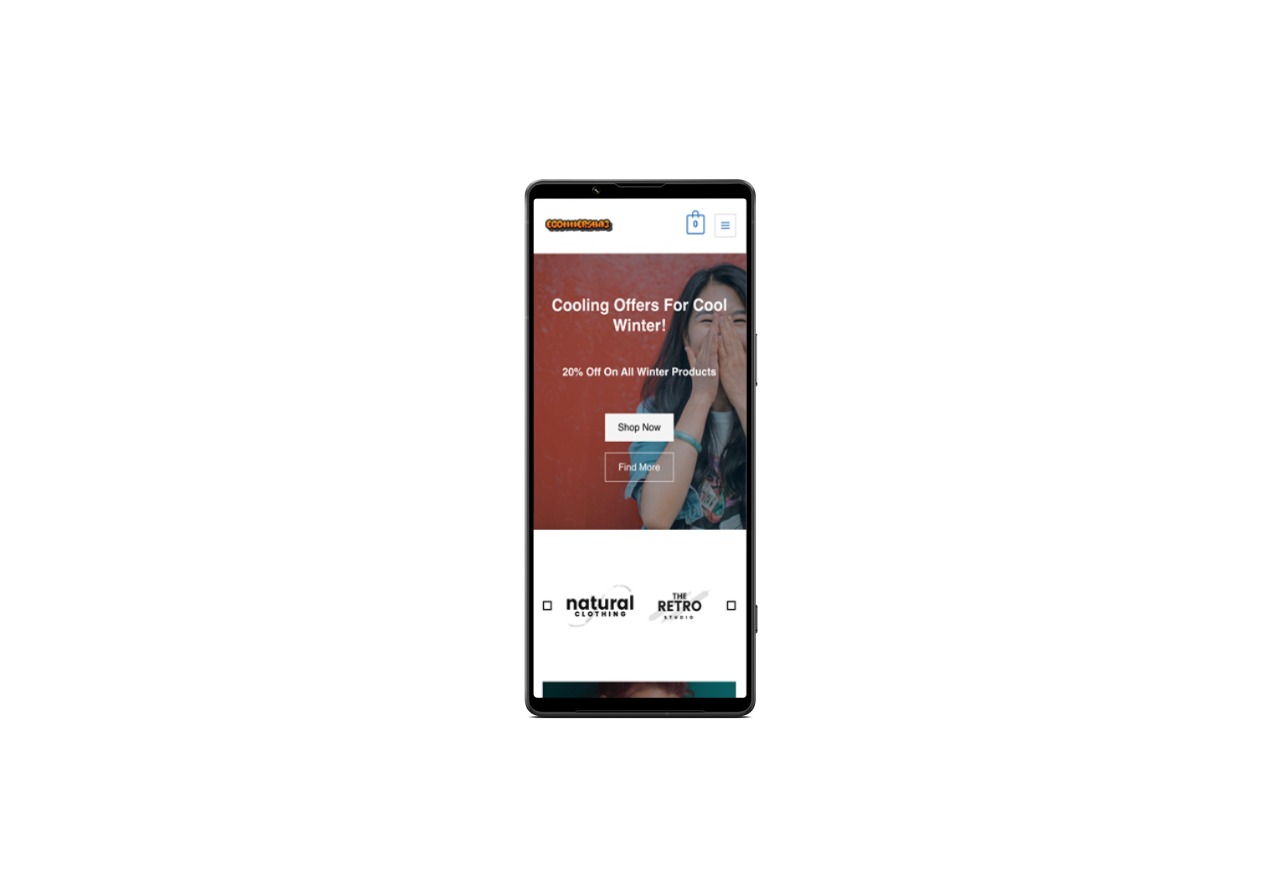 0
Cooling Offers For Cool
Winter!
20% Off On All Winter Products
Shop Now
Find More
natural
CLOTHING
THE
RETRO
STUDIO